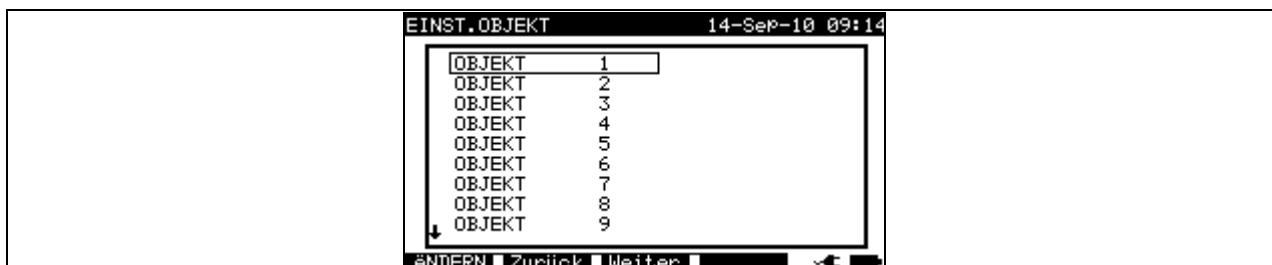 EINST.OBJEKT 14-Sep-10 09:14
OBJEKT 1
OBJEKT 2
OBJEKT 3
OBJEKT 4
OBJEKT 5
OBJEKT 6
OBJEKT 7
OBJEKT 8
OBJEKT 9
äNDERN Zurück Weiter